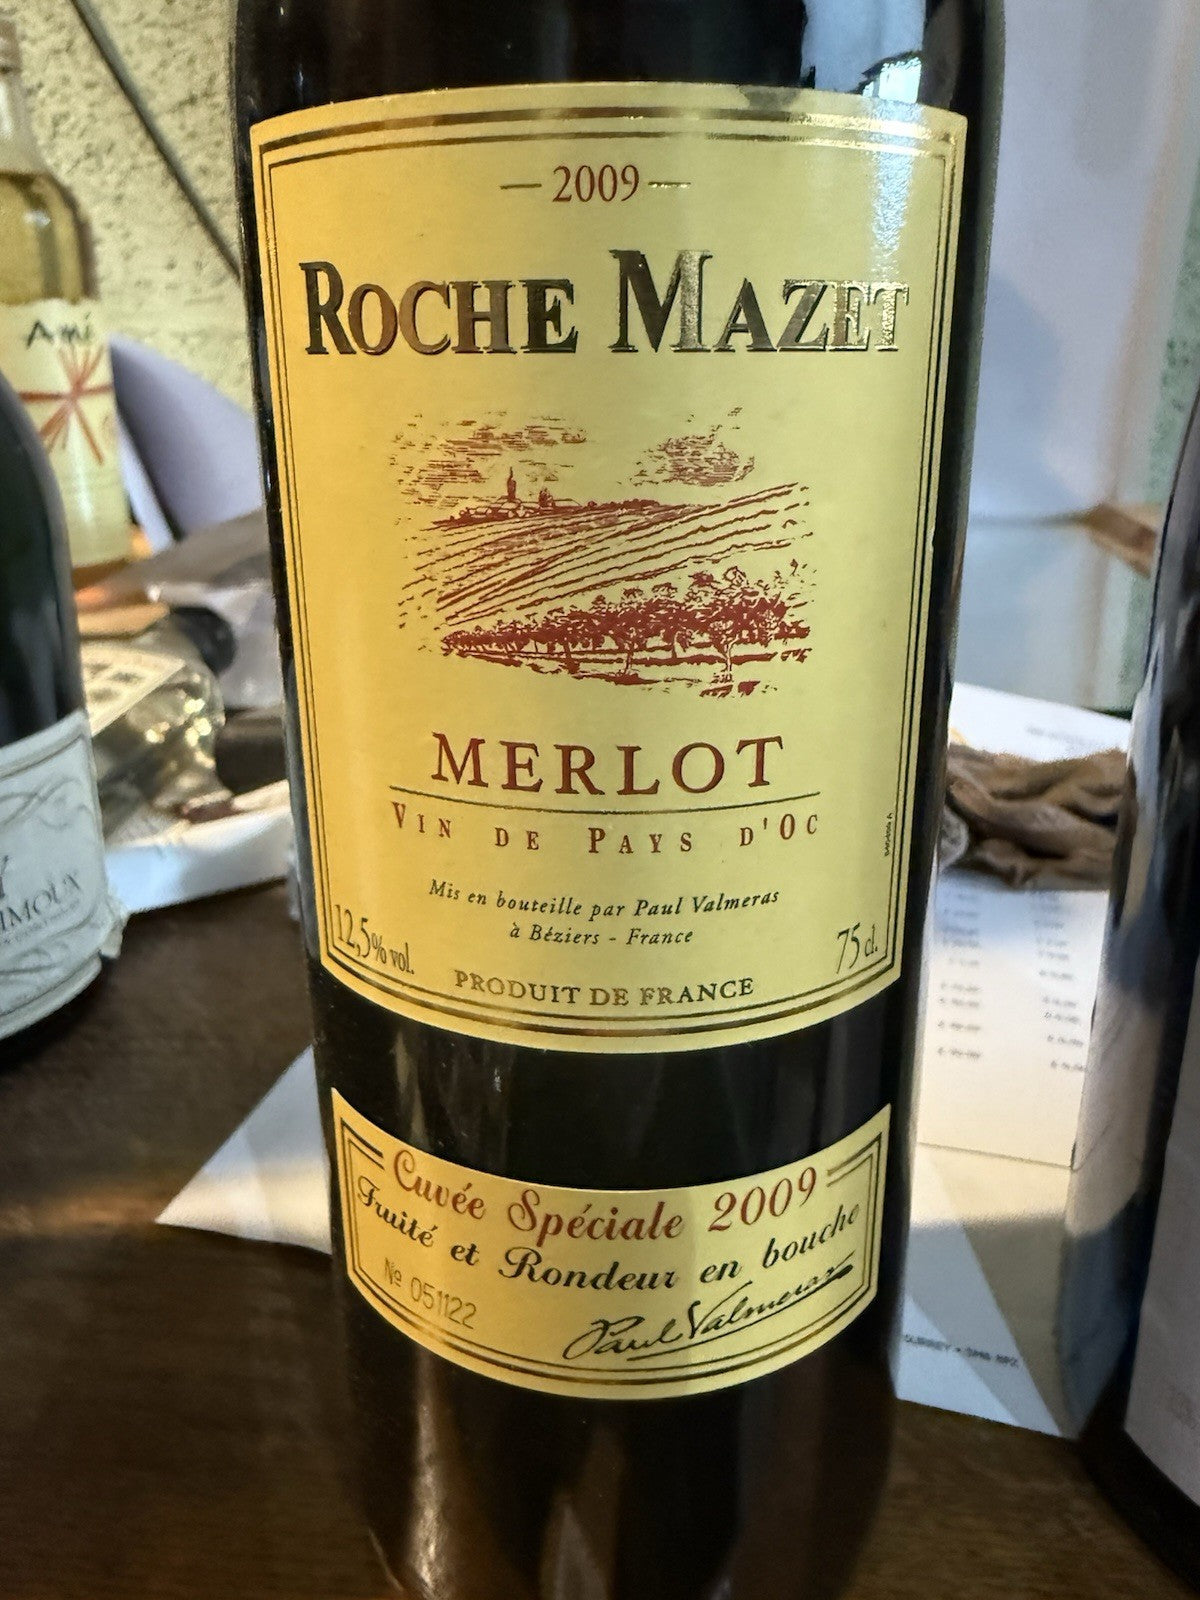 2009
ROCHE MAZET
MERLOT
VIN DE PAYS D'OC
Mis en bouteille par Paul Valmeras
à Béziers - France
12,5% vol.
75 cl.
PRODUIT DE FRANCE
Cuvée Spéciale 2009
Fruité et Rondeur en bouche
Nº 051122
Paul Valmeras
Ami
SURREY